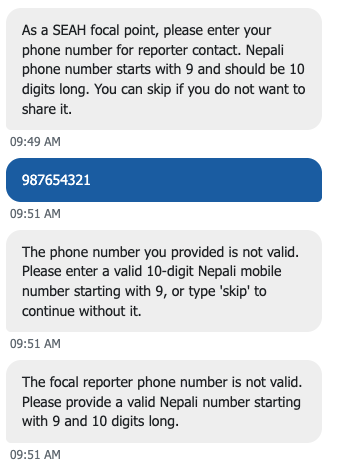 As a SEAH focal point, please enter your
phone number for reporter contact. Nepali
phone number starts with 9 and should be 10
digits long. You can skip if you do not want to
share it.
09:49 AM
987654321
09:51 AM
The phone number you provided is not valid.
Please enter a valid 10-digit Nepali mobile
number starting with 9, or type 'skip' to
continue without it.
09:51 AM
The focal reporter phone number is not valid.
Please provide a valid Nepali number starting
with 9 and 10 digits long.
09:51 AM